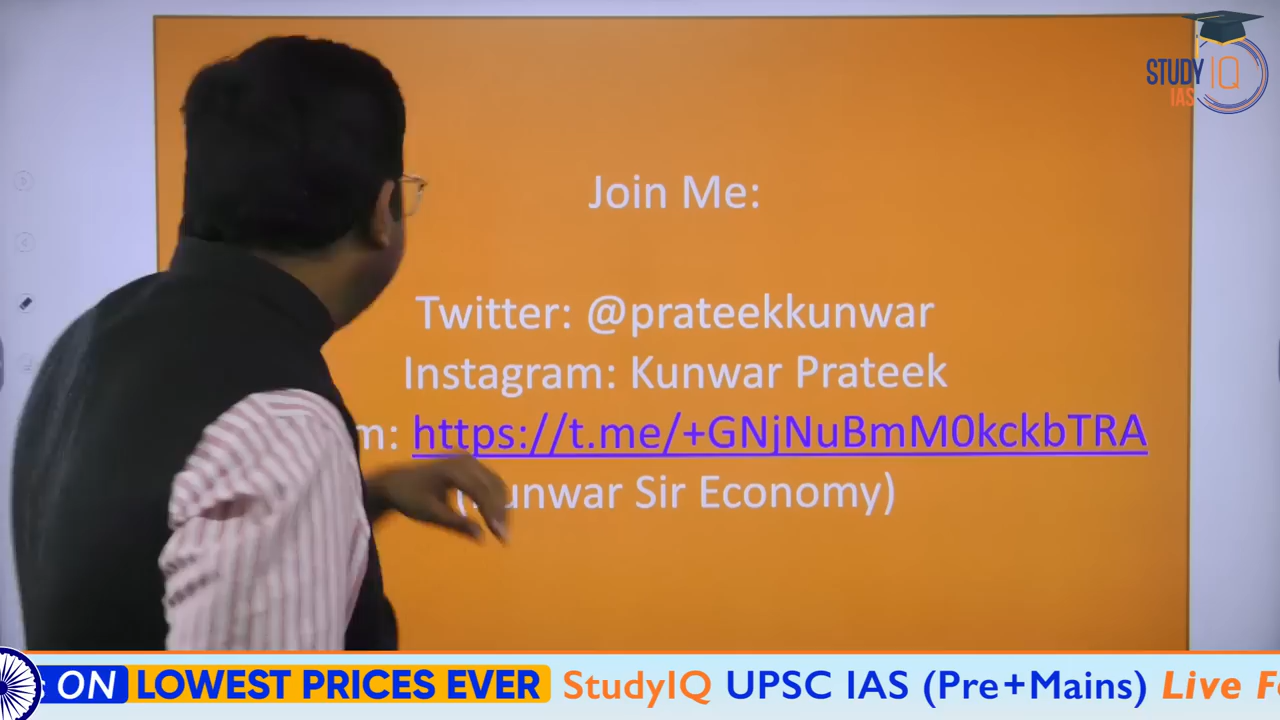 STUDY IQ
IAS
Join Me:
Twitter: @prateekkunwar
Instagram: Kunwar Prateek
https://t.me/+GNjNuBmM0kckbTRA
Sir Economy)
ON LOWEST PRICES EVER StudyIQ UPSC IAS (Pre+Mains) Live